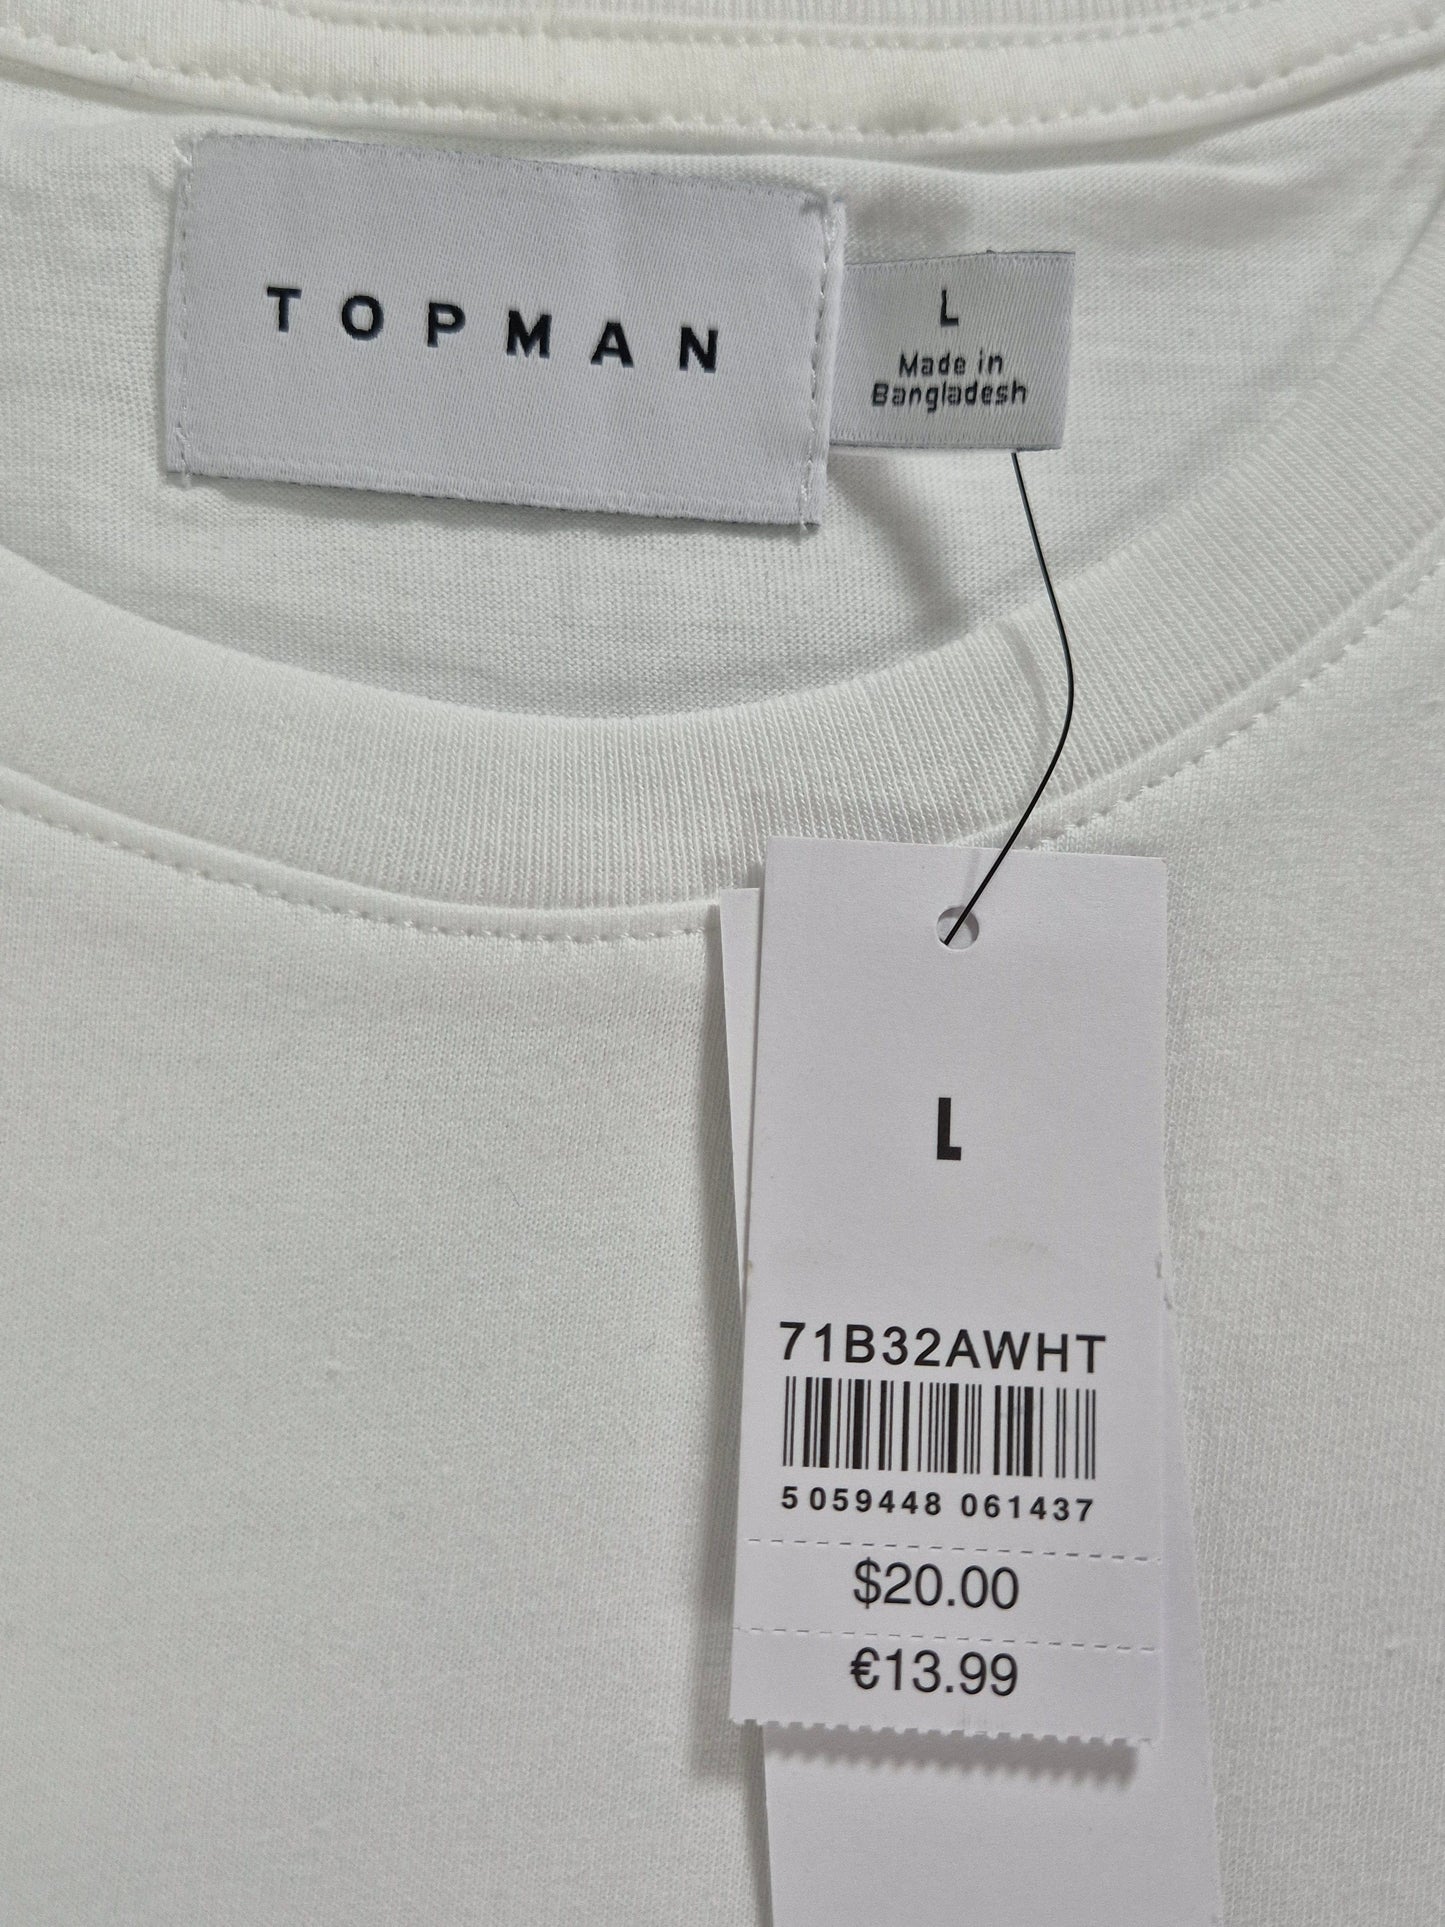 TOPMAN
L
Made in
Bangladesh
L
71B32AWHT
5 059448 061437
$20.00
€13.99